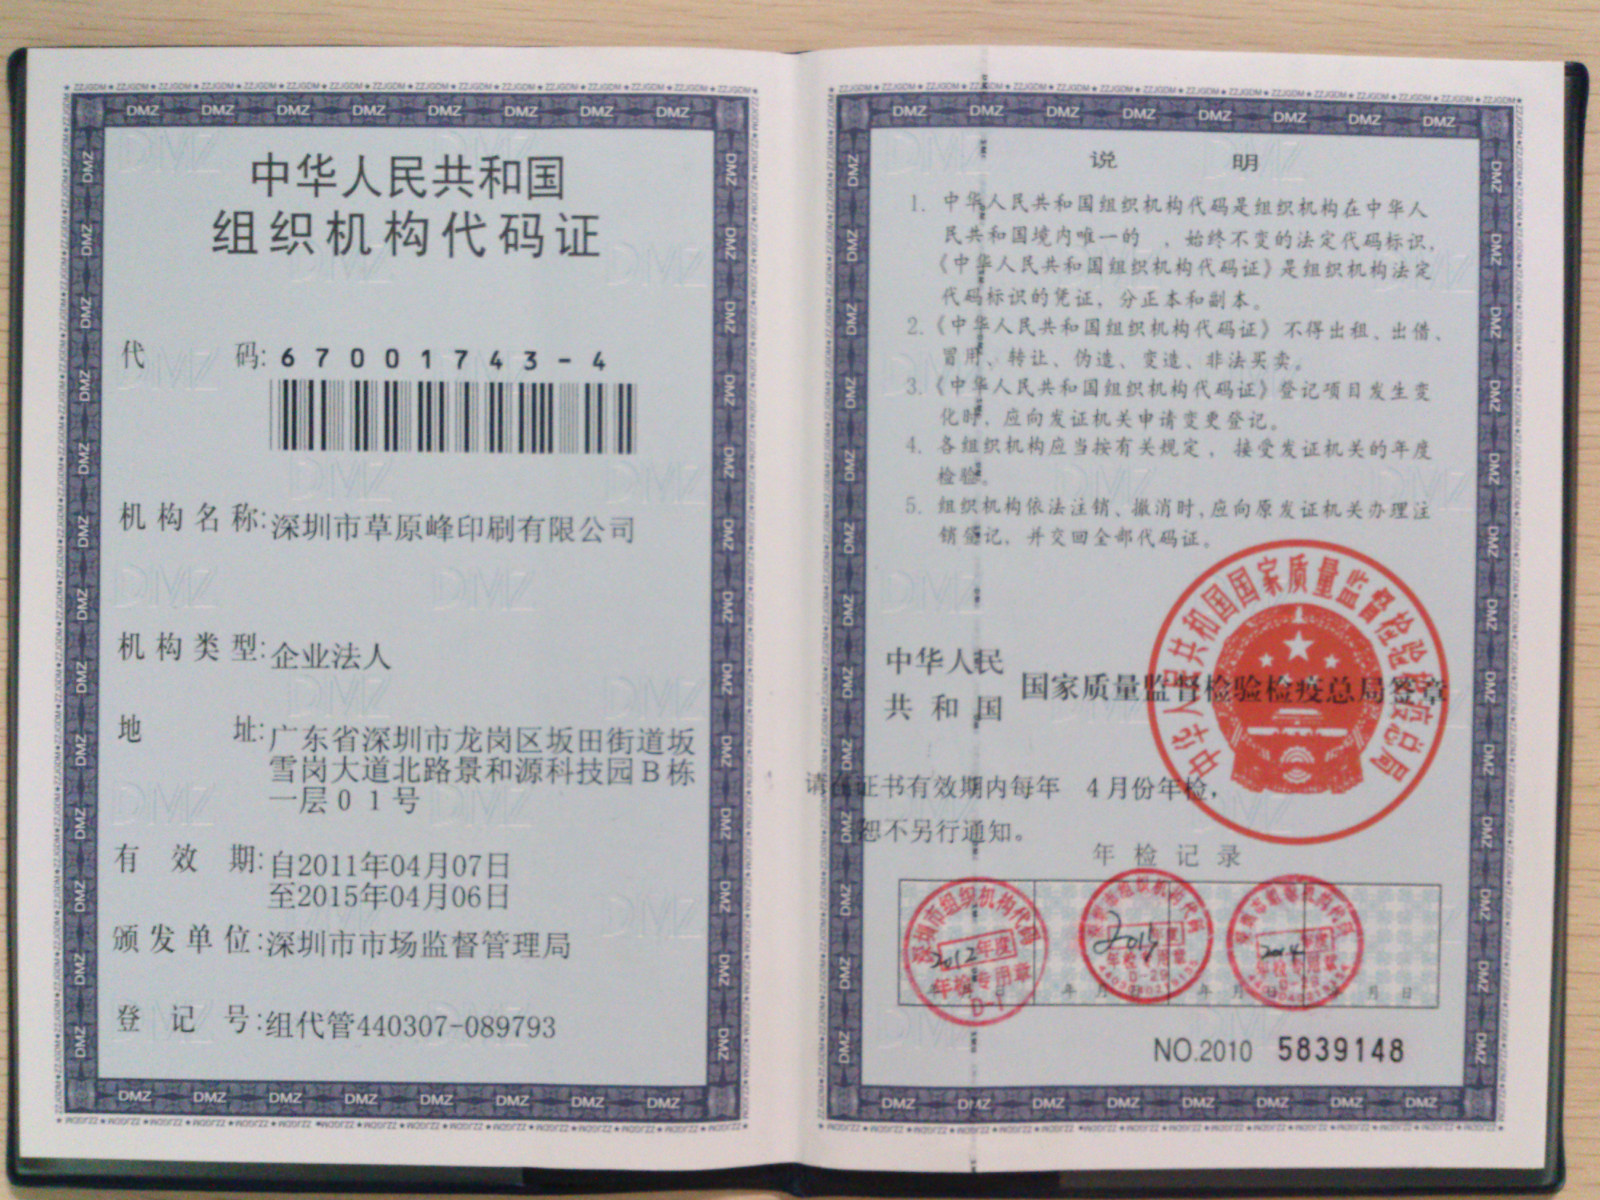 中华人民共和国
组织机构代码证
代 码: 67001743-4
机构名称: 深圳市草原峰印刷有限公司
机构类型: 企业法人
地 址: 广东省深圳市龙岗区坂田街道坂
雪岗大道北路景和源科技园B栋
一层01号
有 效 期: 自2011年04月07日
至2015年04月06日
颁发单位: 深圳市市场监督管理局
登 记 号: 组代管440307-089793
说 明
1. 中华人民共和国组织机构代码是组织机构在中华人
民共和国境内唯一的 、始终不变的法定代码标识,
《中华人民共和国组织机构代码证》是组织机构法定
代码标识的凭证, 分正本和副本。
2.《中华人民共和国组织机构代码证》不得出租、出借、
冒用、转让、伪造、变造、非法买卖。
3.《中华人民共和国组织机构代码证》登记项目发生变
化时, 应向发证机关申请变更登记。
4. 各组织机构应当按有关规定, 接受发证机关的年度
检验。
5. 组织机构依法注销、撤消时, 应向原发证机关办理注
销登记, 并交回全部代码证。
中华人民共和国国家质量监督检验检疫总局
中华人民
共和国 国家质量监督检验检疫总局签章
请在证书有效期内每年 4月份年检,
恕不另行通知。
年检记录
深圳市组织机构代码
2012年度
年检专用章
D-1
2014
年检专用章
NO.2010 5839148